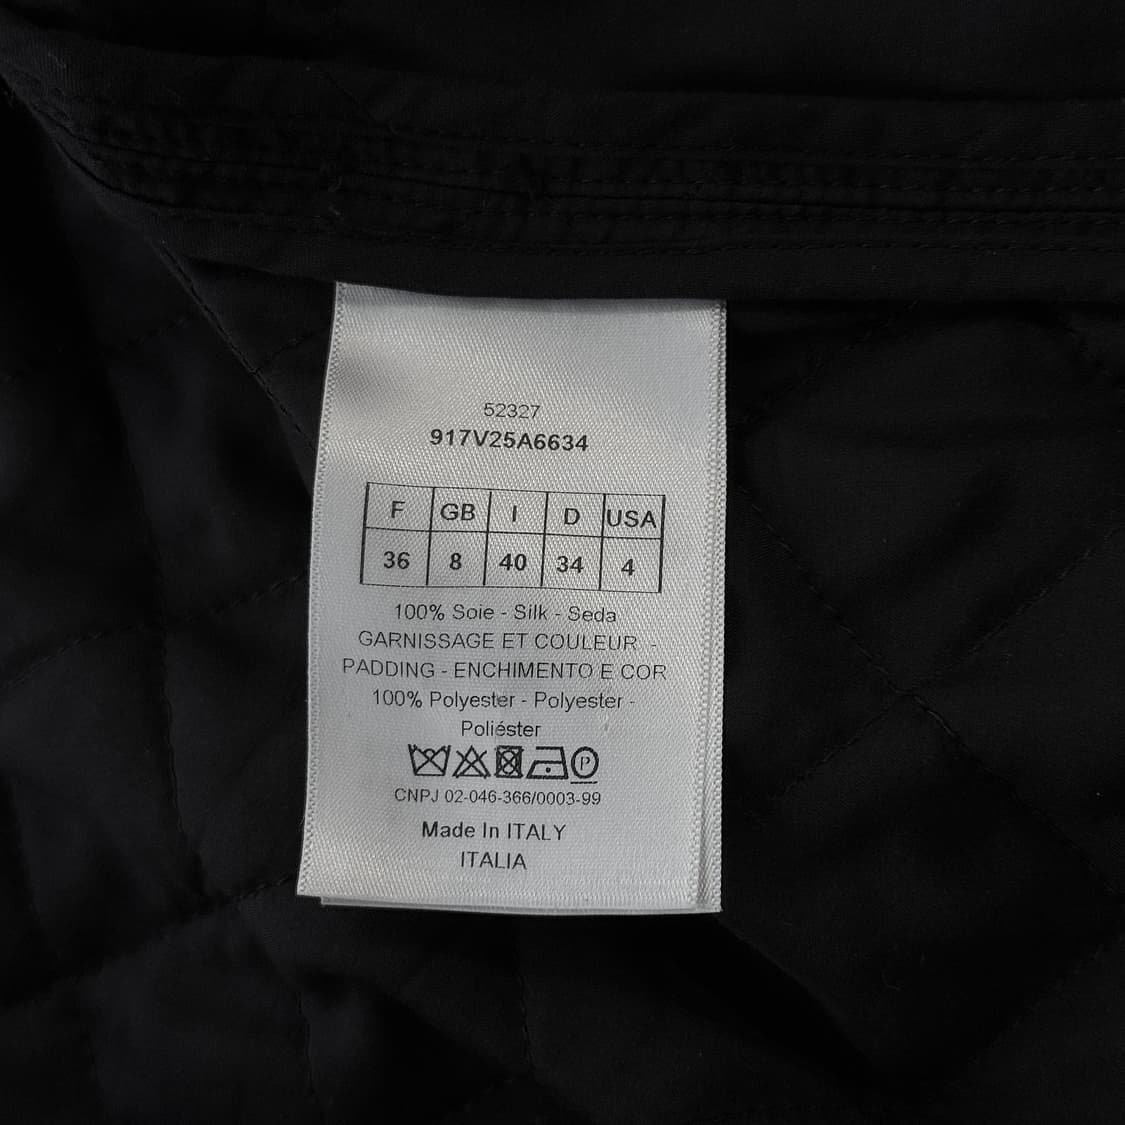 52327
917V25A6634
F GB I D USA
36 8 40 34 4
100% Soie - Silk - Seda
GARNISSAGE ET COULEUR -
PADDING - ENCHIMENTO E COR
100% Polyester - Polyester -
Poliéster
P
CNPJ 02-046-366/0003-99
Made In ITALY
ITALIA